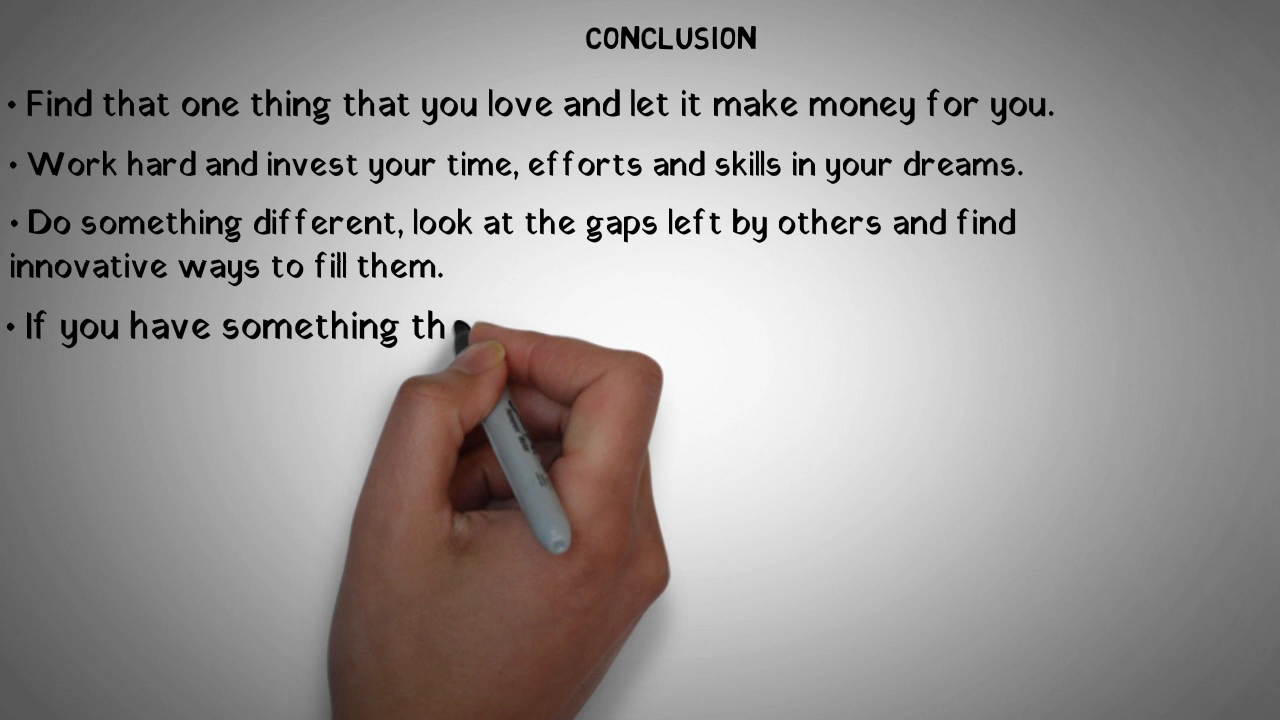 CONCLUSION
• Find that one thing that you love and let it make money for you.
• Work hard and invest your time, efforts and skills in your dreams.
• Do something different, look at the gaps left by others and find
innovative ways to fill them.
• If you have something th